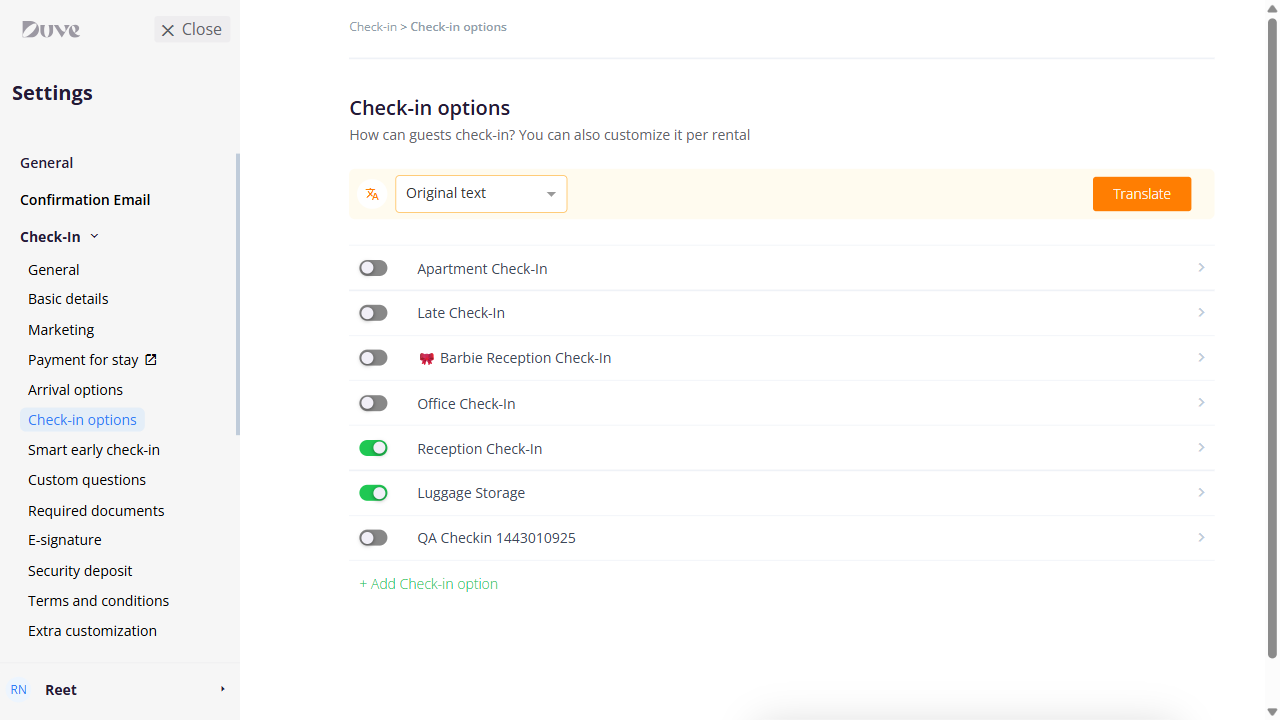 Duve
Close
Settings
General
Confirmation Email
Check-In
General
Basic details
Marketing
Payment for stay
Arrival options
Check-in options
Smart early check-in
Custom questions
Required documents
E-signature
Security deposit
Terms and conditions
Extra customization
RN Reet
Check-in > Check-in options
Check-in options
How can guests check-in? You can also customize it per rental
Original text
Translate
Apartment Check-In
Late Check-In
🎀 Barbie Reception Check-In
Office Check-In
Reception Check-In
Luggage Storage
QA Checkin 1443010925
+ Add Check-in option